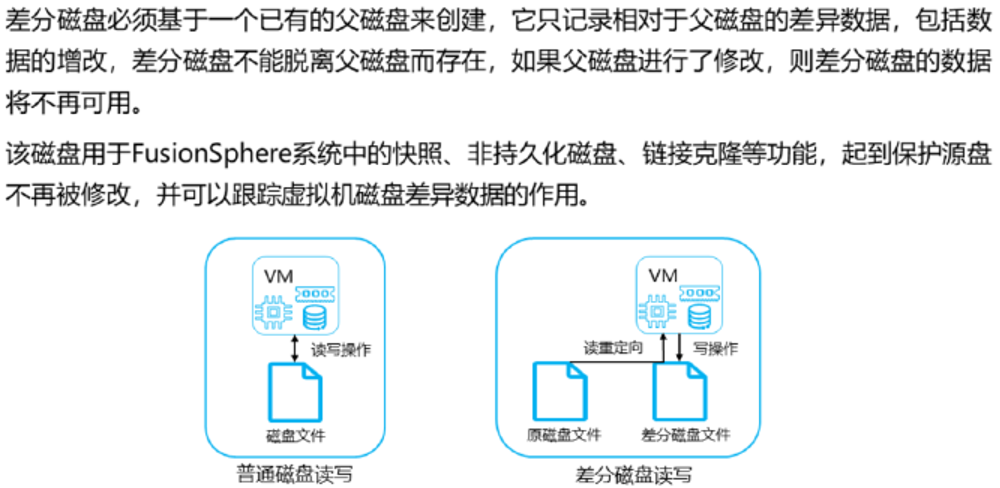 差分磁盘必须基于一个已有的父磁盘来创建，它只记录相对于父磁盘的差异数据，包括数
据的增改，差分磁盘不能脱离父磁盘而存在，如果父磁盘进行了修改，则差分磁盘的数据
将不再可用。
该磁盘用于FusionSphere系统中的快照、非持久化磁盘、链接克隆等功能，起到保护源盘
不再被修改，并可以跟踪虚拟机磁盘差异数据的作用。
VM
读写操作
磁盘文件
普通磁盘读写
VM
读重定向
写操作
原磁盘文件
差分磁盘文件
差分磁盘读写